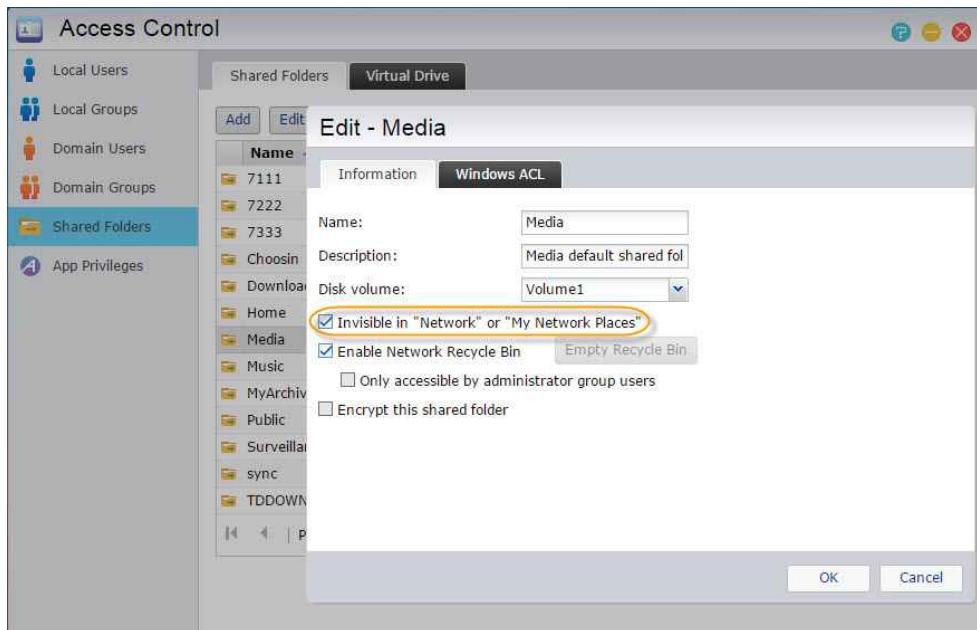 Access Control
Local Users
Local Groups
Domain Users
Domain Groups
Shared Folders
App Privileges
Shared Folders
Virtual Drive
Add
Edit
Name
7111
7222
7333
Choosin
Downloa
Home
Media
Music
MyArchiv
Public
Surveilla
sync
TDDOWN
P
Edit - Media
Information
Windows ACL
Name:
Media
Description:
Media default shared fol
Disk volume:
Volume1
Invisible in "Network" or "My Network Places"
Enable Network Recycle Bin
Empty Recycle Bin
Only accessible by administrator group users
Encrypt this shared folder
OK
Cancel